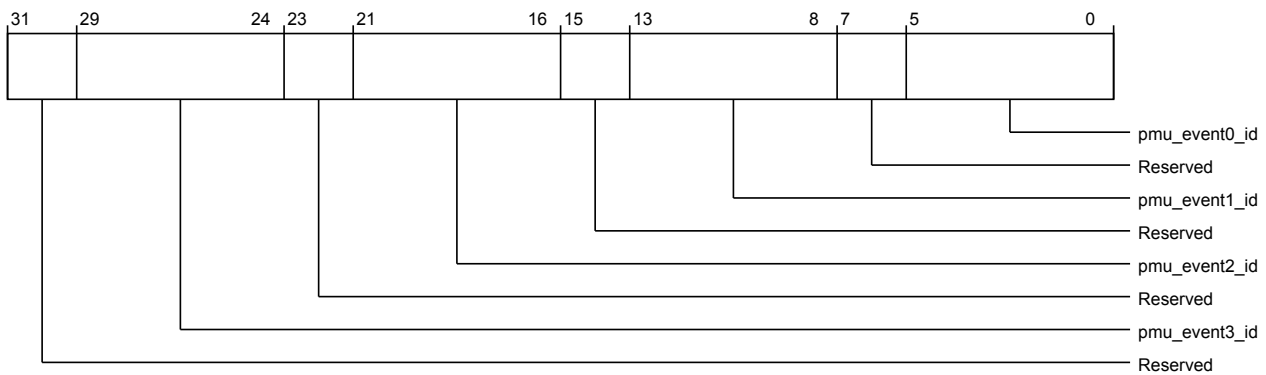 31 29 24 23 21 16 15 13 8 7 5 0
pmu_event0_id
Reserved
pmu_event1_id
Reserved
pmu_event2_id
Reserved
pmu_event3_id
Reserved